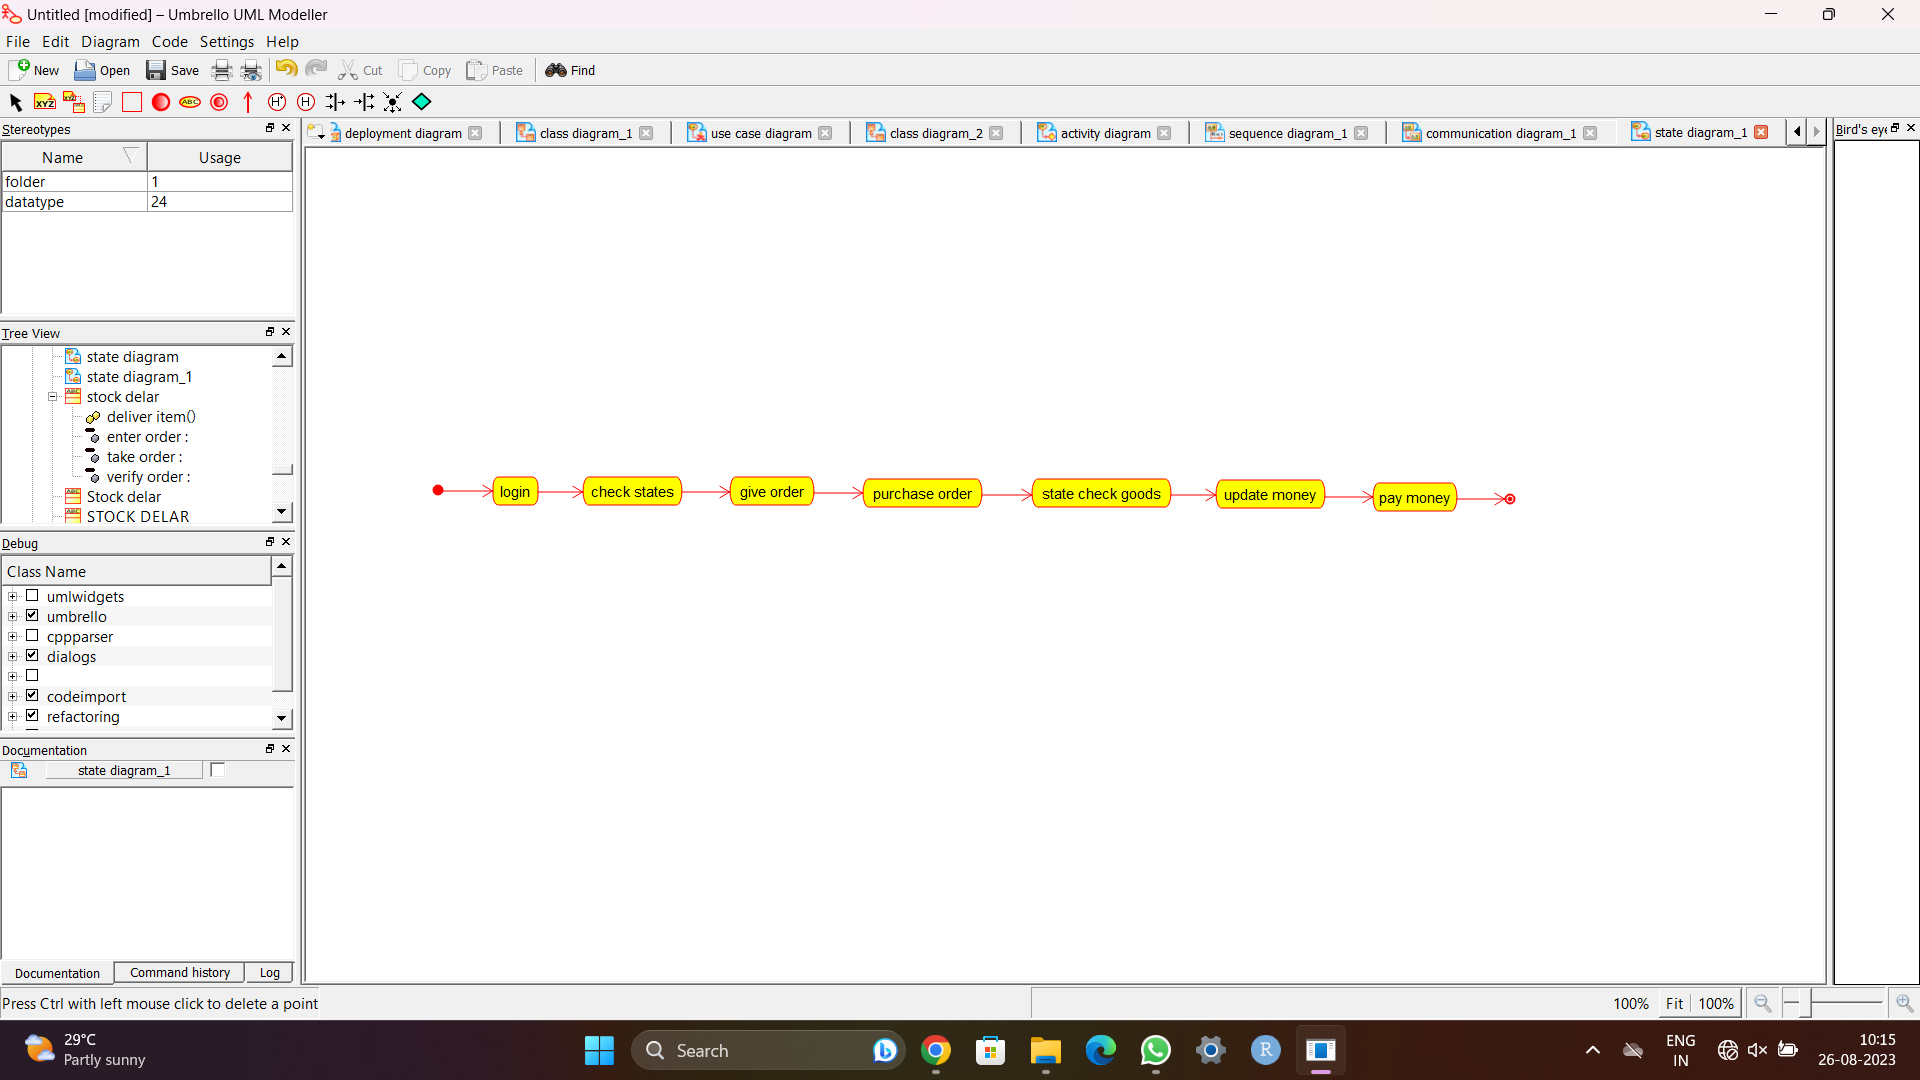 Untitled [modified] – Umbrello UML Modeller
File Edit Diagram Code Settings Help
New Open Save Cut Copy Paste Find
XYZ XYZ ABC H* H
Stereotypes
Name Usage
folder 1
datatype 24
Tree View
state diagram
state diagram_1
stock delar
deliver item()
enter order :
take order :
verify order :
Stock delar
STOCK DELAR
Debug
Class Name
umlwidgets
umbrello
cppparser
dialogs
codeimport
refactoring
Documentation
state diagram_1
Documentation Command history Log
deployment diagram class diagram_1 use case diagram class diagram_2 activity diagram sequence diagram_1 communication diagram_1 state diagram_1
Bird's eye
login check states give order purchase order state check goods update money pay money
Press Ctrl with left mouse click to delete a point
100% Fit 100%
29°C
Partly sunny
Search
R
ENG
IN
10:15
26-08-2023